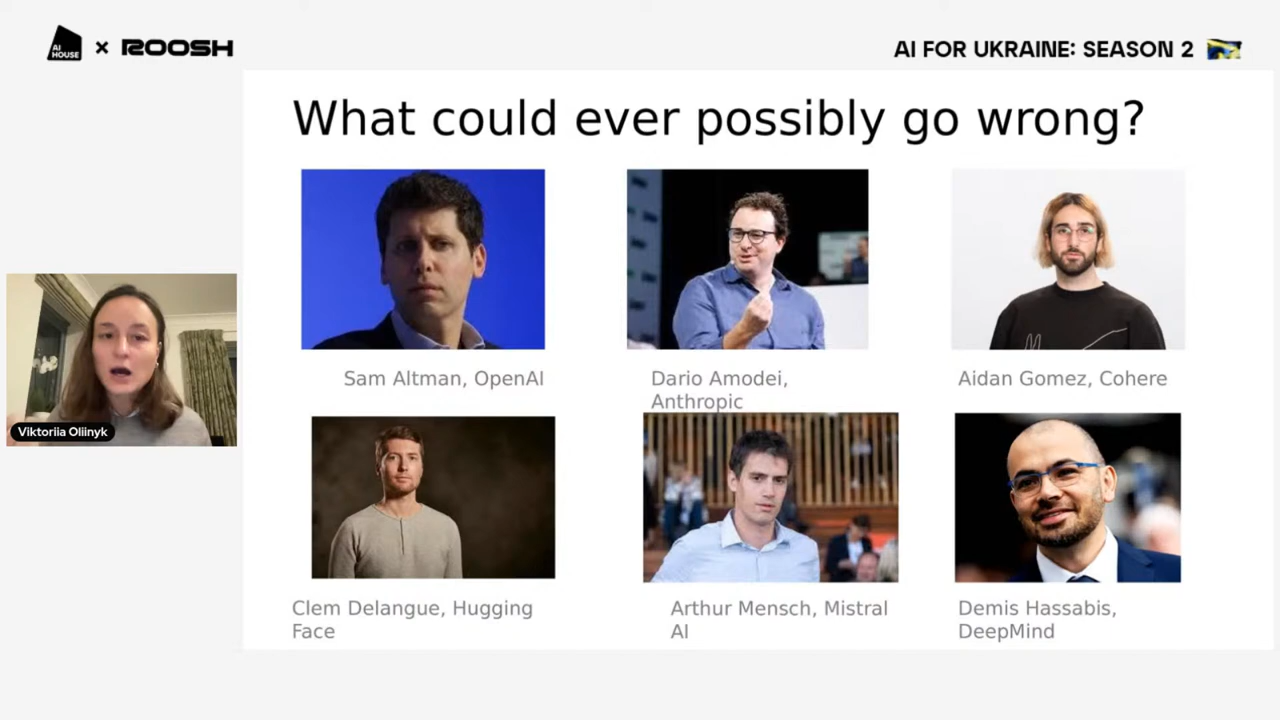 AI HOUSE × ROOSH
AI FOR UKRAINE: SEASON 2
What could ever possibly go wrong?
Sam Altman, OpenAI
Dario Amodei,
Anthropic
Aidan Gomez, Cohere
Viktoriia Oliinyk
Clem Delangue, Hugging
Face
Arthur Mensch, Mistral
AI
Demis Hassabis,
DeepMind